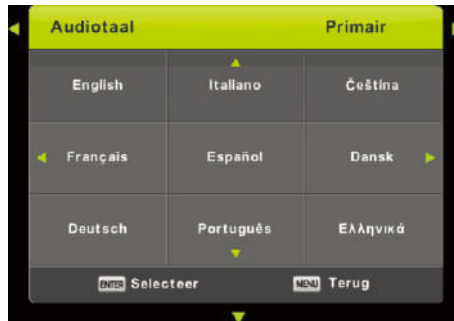 Audiotaal Primair
English Italiano Čeština
Français Español Dansk
Deutsch Português Ελληνικά
ENTER Selecteer MENU Terug